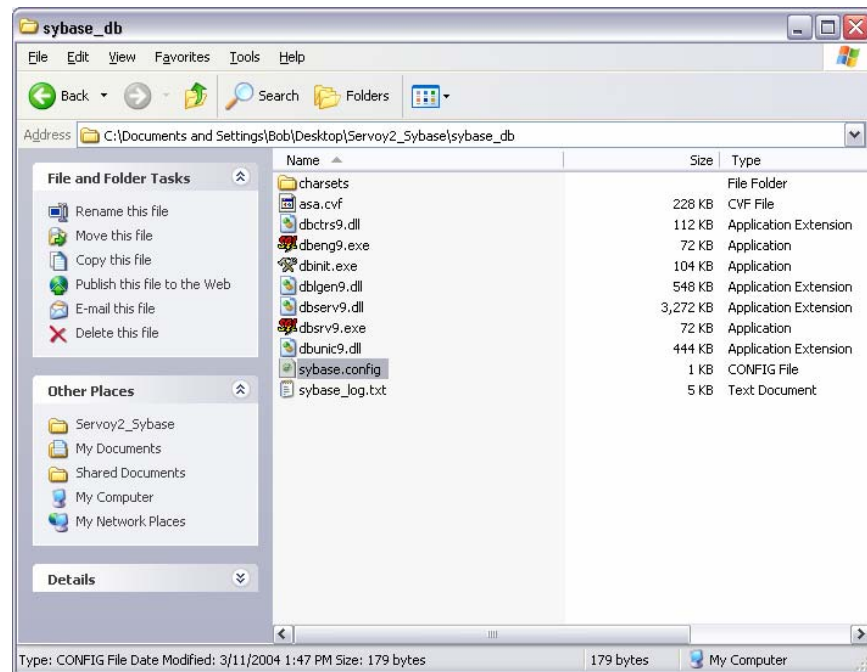 sybase_db
File Edit View Favorites Tools Help
Back Search Folders
Address C:\Documents and Settings\Bob\Desktop\Servoy2_Sybase\sybase_db
File and Folder Tasks
Rename this file
Move this file
Copy this file
Publish this file to the Web
E-mail this file
Delete this file
Other Places
Servoy2_Sybase
My Documents
Shared Documents
My Computer
My Network Places
Details
Name Size Type
charsets File Folder
asa.cvf 228 KB CVF File
dbctrs9.dll 112 KB Application Extension
dbeng9.exe 72 KB Application
dbinit.exe 104 KB Application
dblgen9.dll 548 KB Application Extension
dbserv9.dll 3,272 KB Application Extension
dbsrv9.exe 72 KB Application
dbunic9.dll 444 KB Application Extension
sybase.config 1 KB CONFIG File
sybase_log.txt 5 KB Text Document
Type: CONFIG File Date Modified: 3/11/2004 1:47 PM Size: 179 bytes 179 bytes My Computer